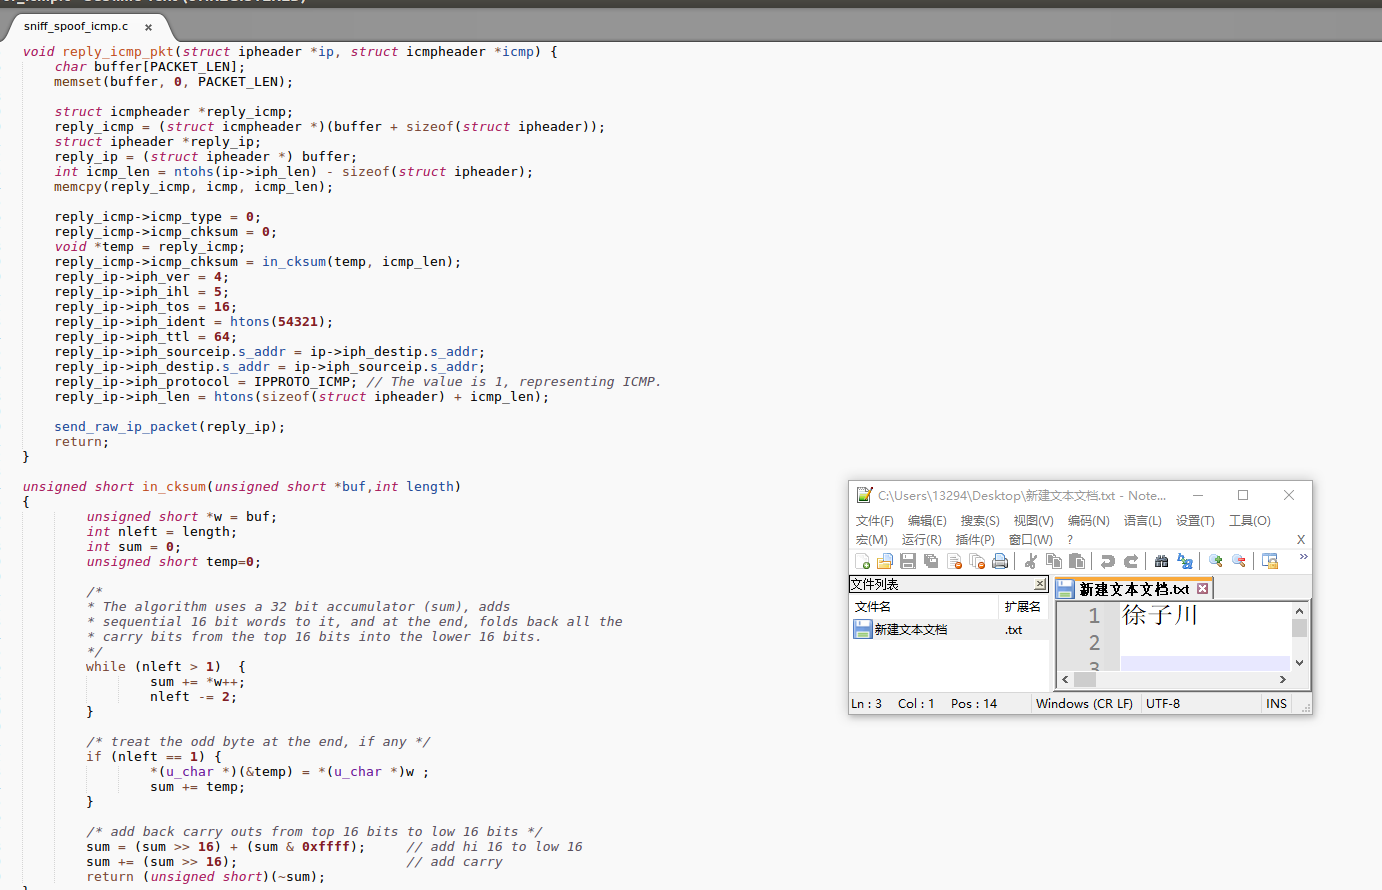 sniff_spoof_icmp.c ×
void reply_icmp_pkt(struct ipheader *ip, struct icmpheader *icmp) {
char buffer[PACKET_LEN];
memset(buffer, 0, PACKET_LEN);
struct icmpheader *reply_icmp;
reply_icmp = (struct icmpheader *)(buffer + sizeof(struct ipheader));
struct ipheader *reply_ip;
reply_ip = (struct ipheader *) buffer;
int icmp_len = ntohs(ip->iph_len) - sizeof(struct ipheader);
memcpy(reply_icmp, icmp, icmp_len);
reply_icmp->icmp_type = 0;
reply_icmp->icmp_chksum = 0;
void *temp = reply_icmp;
reply_icmp->icmp_chksum = in_cksum(temp, icmp_len);
reply_ip->iph_ver = 4;
reply_ip->iph_ihl = 5;
reply_ip->iph_tos = 16;
reply_ip->iph_ident = htons(54321);
reply_ip->iph_ttl = 64;
reply_ip->iph_sourceip.s_addr = ip->iph_destip.s_addr;
reply_ip->iph_destip.s_addr = ip->iph_sourceip.s_addr;
reply_ip->iph_protocol = IPPROTO_ICMP; // The value is 1, representing ICMP.
reply_ip->iph_len = htons(sizeof(struct ipheader) + icmp_len);
send_raw_ip_packet(reply_ip);
return;
}
unsigned short in_cksum(unsigned short *buf,int length)
{
unsigned short *w = buf;
int nleft = length;
int sum = 0;
unsigned short temp=0;
/*
* The algorithm uses a 32 bit accumulator (sum), adds
* sequential 16 bit words to it, and at the end, folds back all the
* carry bits from the top 16 bits into the lower 16 bits.
*/
while (nleft > 1)  {
sum += *w++;
nleft -= 2;
}
/* treat the odd byte at the end, if any */
if (nleft == 1) {
*(u_char *)(&temp) = *(u_char *)w ;
sum += temp;
}
/* add back carry outs from top 16 bits to low 16 bits */
sum = (sum >> 16) + (sum & 0xffff);     // add hi 16 to low 16
sum += (sum >> 16);                     // add carry
return (unsigned short)(~sum);
C:\Users\13294\Desktop\新建文本文档.txt - Note...
文件(F) 编辑(E) 搜索(S) 视图(V) 编码(N) 语言(L) 设置(T) 工具(O)
宏(M) 运行(R) 插件(P) 窗口(W) ? X
文件列表
文件名 扩展名
新建文本文档 .txt
新建文本文档.txt
1 徐子川
2
3
Ln : 3 Col : 1 Pos : 14 Windows (CR LF) UTF-8 INS